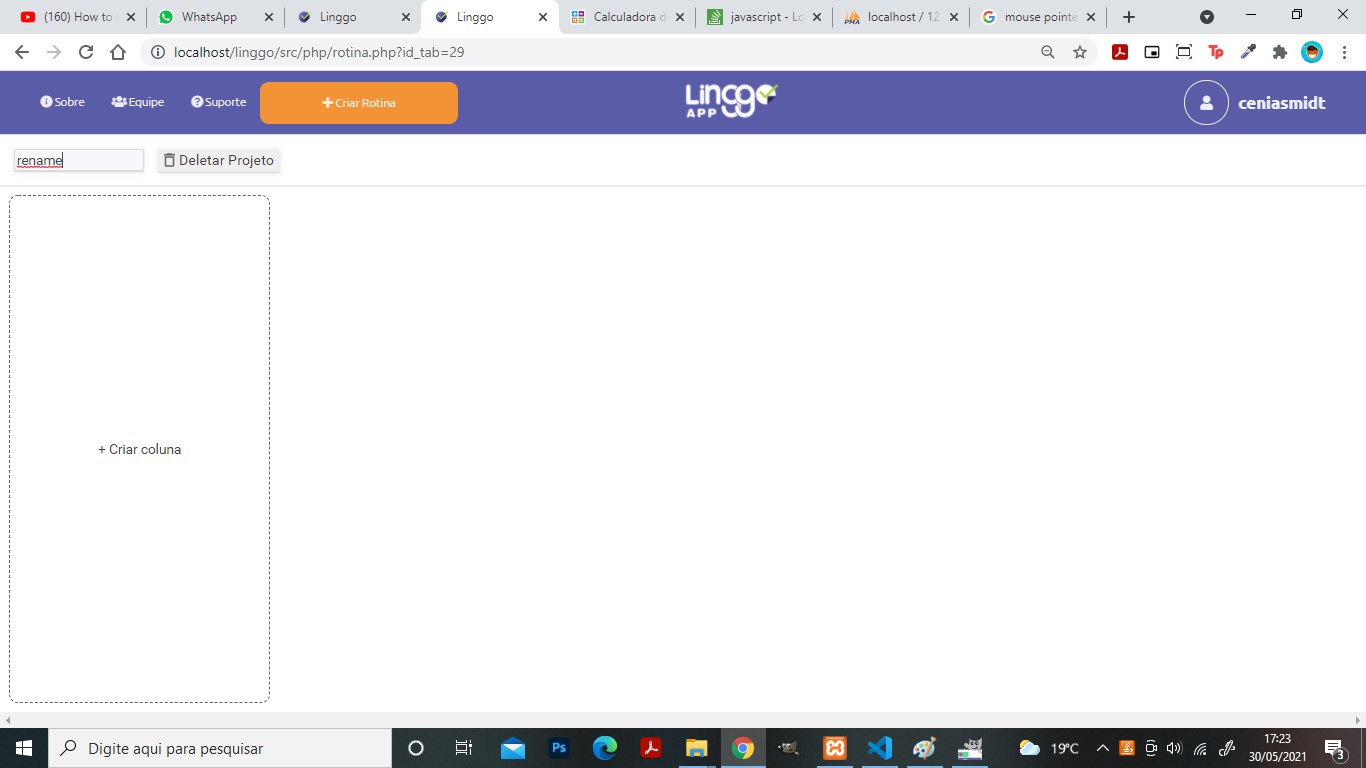 (160) How to
WhatsApp
Linggo
Linggo
Calculadora d
javascript - Lo
localhost / 12
mouse pointe
localhost/linggo/src/php/rotina.php?id_tab=29
Sobre
Equipe
Suporte
Criar Rotina
Lincgo
APP
ceniasmidt
rename
Deletar Projeto
+ Criar coluna
Digite aqui para pesquisar
Ps
19°C
17:23
30/05/2021
3